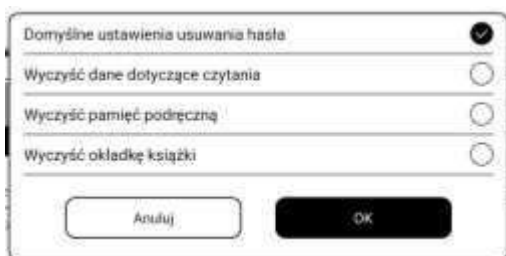 Domyślne ustawienia usuwania hasła
Wyczyść dane dotyczące czytania
Wyczyść pamięć podręczną
Wyczyść okładkę książki
Anuluj
OK